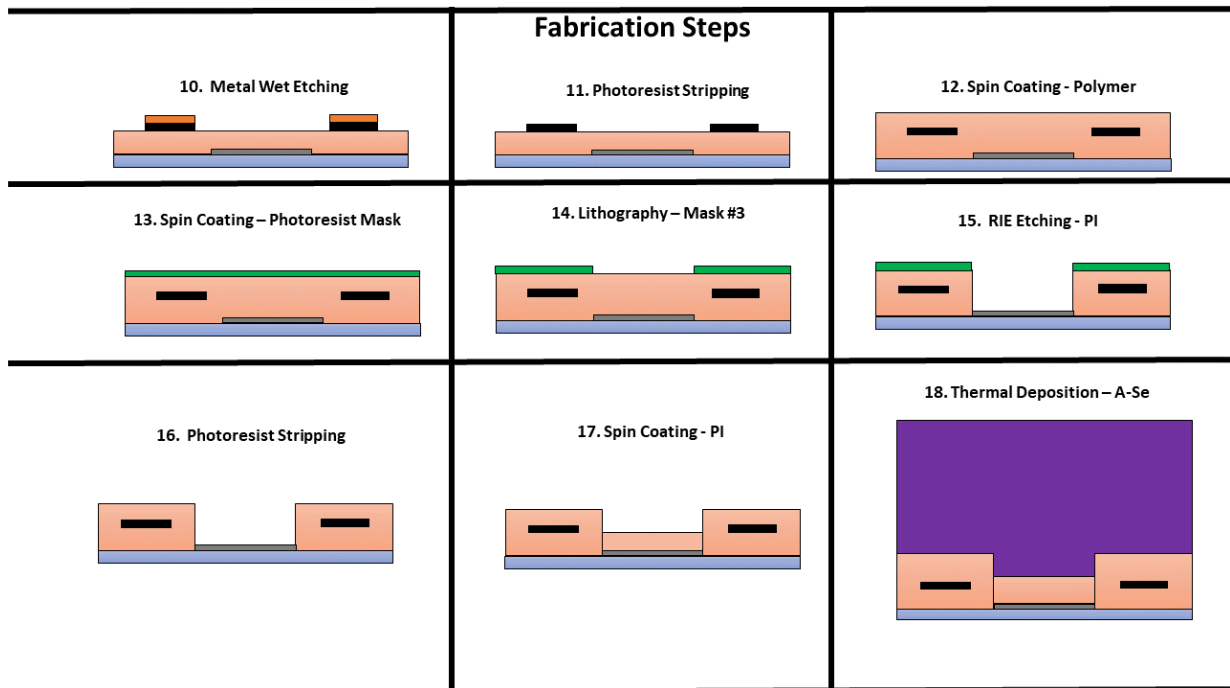 Fabrication Steps
10. Metal Wet Etching
11. Photoresist Stripping
12. Spin Coating - Polymer
13. Spin Coating – Photoresist Mask
14. Lithography – Mask #3
15. RIE Etching - PI
16. Photoresist Stripping
17. Spin Coating - PI
18. Thermal Deposition – A-Se